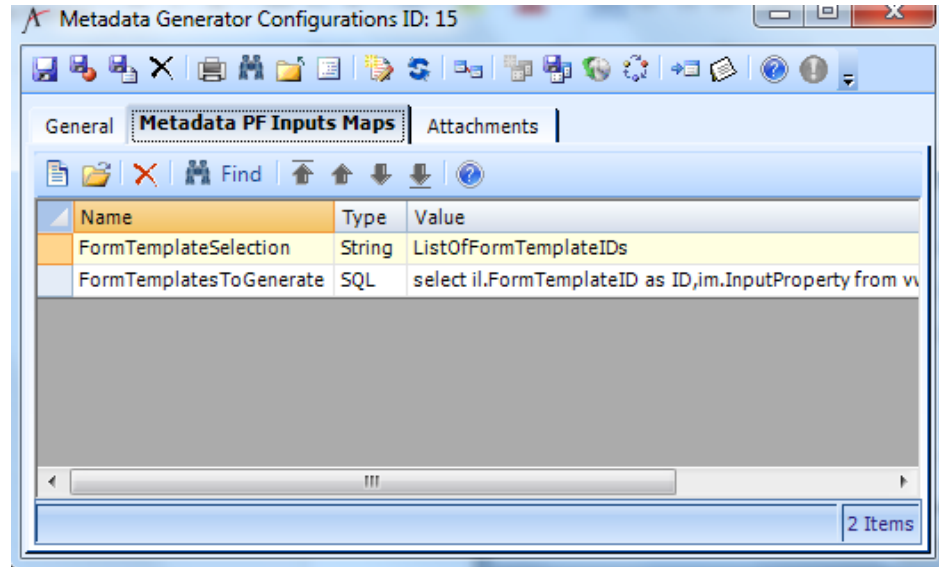 Metadata Generator Configurations ID: 15
General Metadata PF Inputs Maps Attachments
Find
Name Type Value
FormTemplateSelection String ListOfFormTemplateIDs
FormTemplatesToGenerate SQL select il.FormTemplateID as ID,im.InputProperty from
2 Items